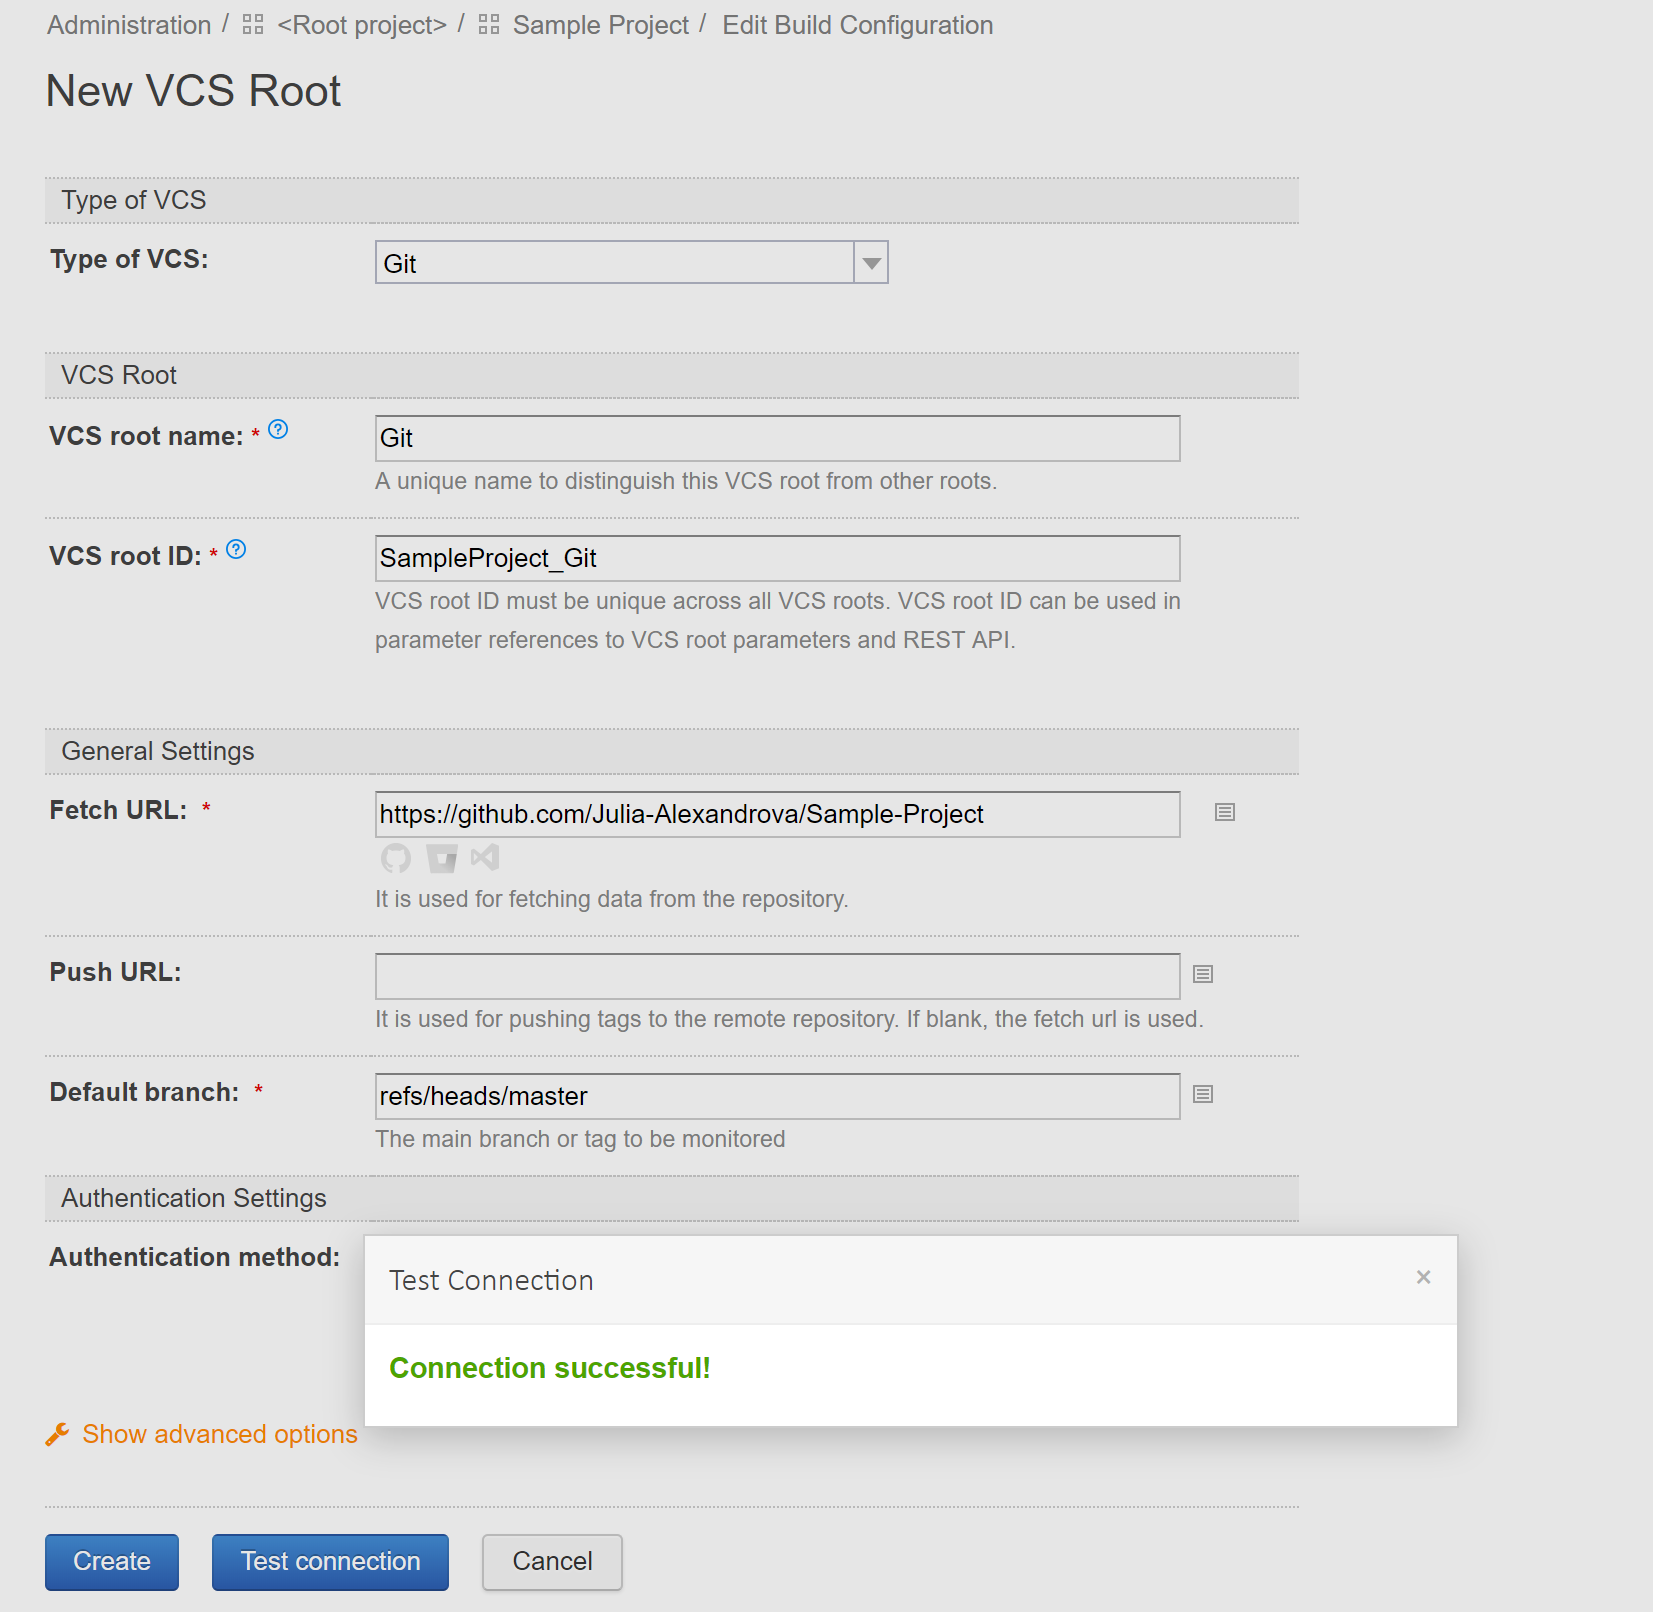 Administration / <Root project> / Sample Project / Edit Build Configuration
New VCS Root
Type of VCS
Type of VCS:
Git
VCS Root
VCS root name: * ?
Git
A unique name to distinguish this VCS root from other roots.
VCS root ID: * ?
SampleProject_Git
VCS root ID must be unique across all VCS roots. VCS root ID can be used in
parameter references to VCS root parameters and REST API.
General Settings
Fetch URL: *
https://github.com/Julia-Alexandrova/Sample-Project
It is used for fetching data from the repository.
Push URL:
It is used for pushing tags to the remote repository. If blank, the fetch url is used.
Default branch: *
refs/heads/master
The main branch or tag to be monitored
Authentication Settings
Authentication method:
Test Connection
×
Connection successful!
Show advanced options
Create
Test connection
Cancel